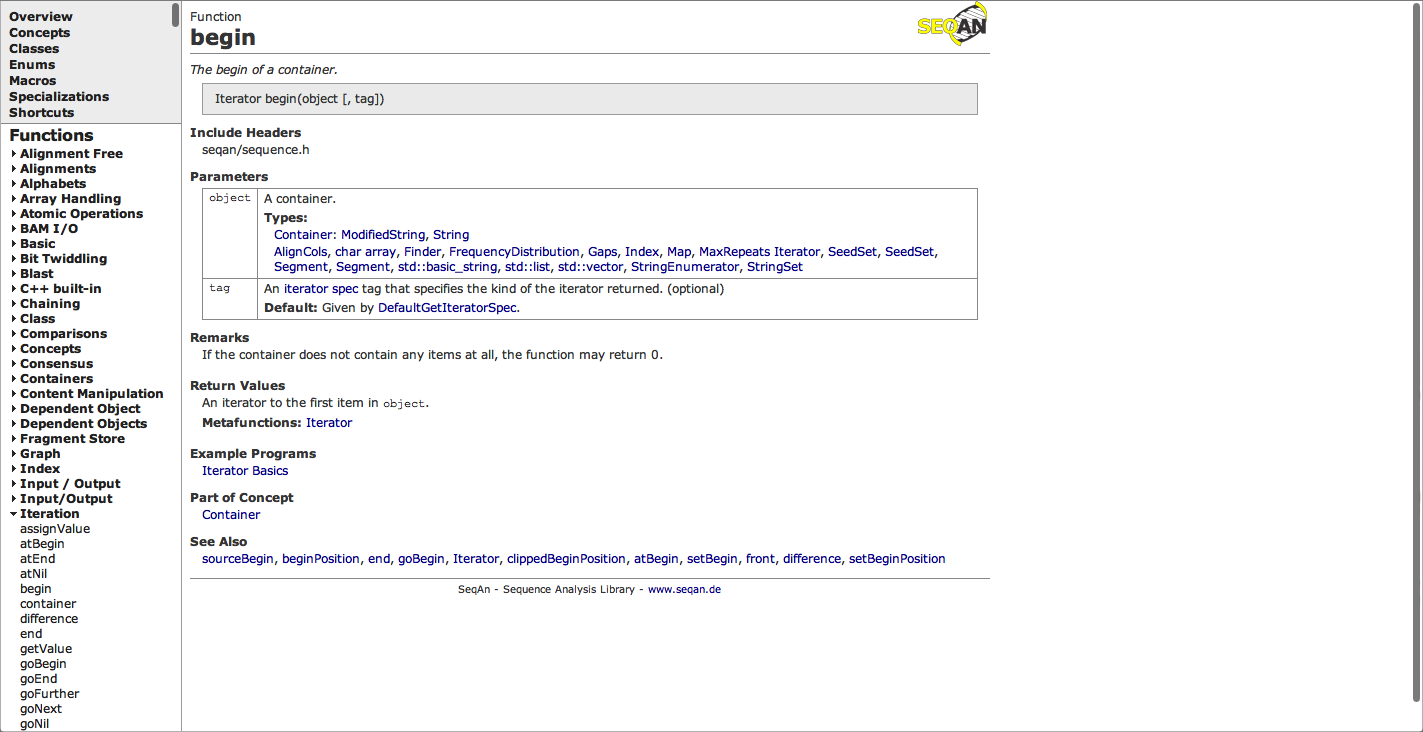 Overview
Concepts
Classes
Enums
Macros
Specializations
Shortcuts
Functions
Alignment Free
Alignments
Alphabets
Array Handling
Atomic Operations
BAM I/O
Basic
Bit Twiddling
Blast
C++ built-in
Chaining
Class
Comparisons
Concepts
Consensus
Containers
Content Manipulation
Dependent Object
Dependent Objects
Fragment Store
Graph
Index
Input / Output
Input/Output
Iteration
assignValue
atBegin
atEnd
atNil
begin
container
difference
end
getValue
goBegin
goEnd
goFurther
goNext
goNil
Function
begin
SEQAN
The begin of a container.
Iterator begin(object [, tag])
Include Headers
seqan/sequence.h
Parameters
object A container.
Types:
Container: ModifiedString, String
AlignCols, char array, Finder, FrequencyDistribution, Gaps, Index, Map, MaxRepeats Iterator, SeedSet, SeedSet,
Segment, Segment, std::basic_string, std::list, std::vector, StringEnumerator, StringSet
tag An iterator spec tag that specifies the kind of the iterator returned. (optional)
Default: Given by DefaultGetIteratorSpec.
Remarks
If the container does not contain any items at all, the function may return 0.
Return Values
An iterator to the first item in object.
Metafunctions: Iterator
Example Programs
Iterator Basics
Part of Concept
Container
See Also
sourceBegin, beginPosition, end, goBegin, Iterator, clippedBeginPosition, atBegin, setBegin, front, difference, setBeginPosition
SeqAn - Sequence Analysis Library - www.seqan.de